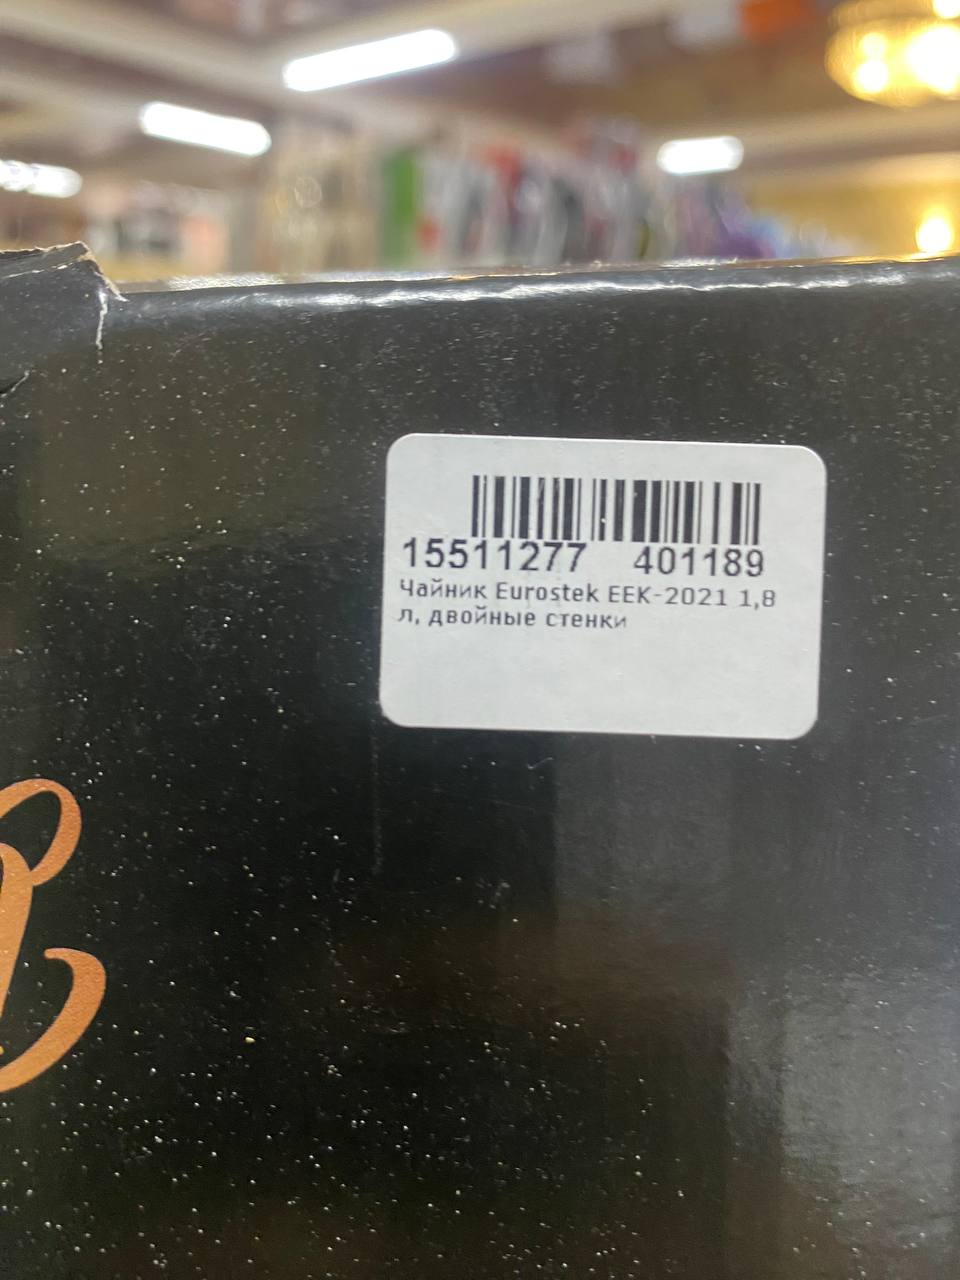 15511277 401189
Чайник Eurostek EEK-2021 1,8
л, двойные стенки